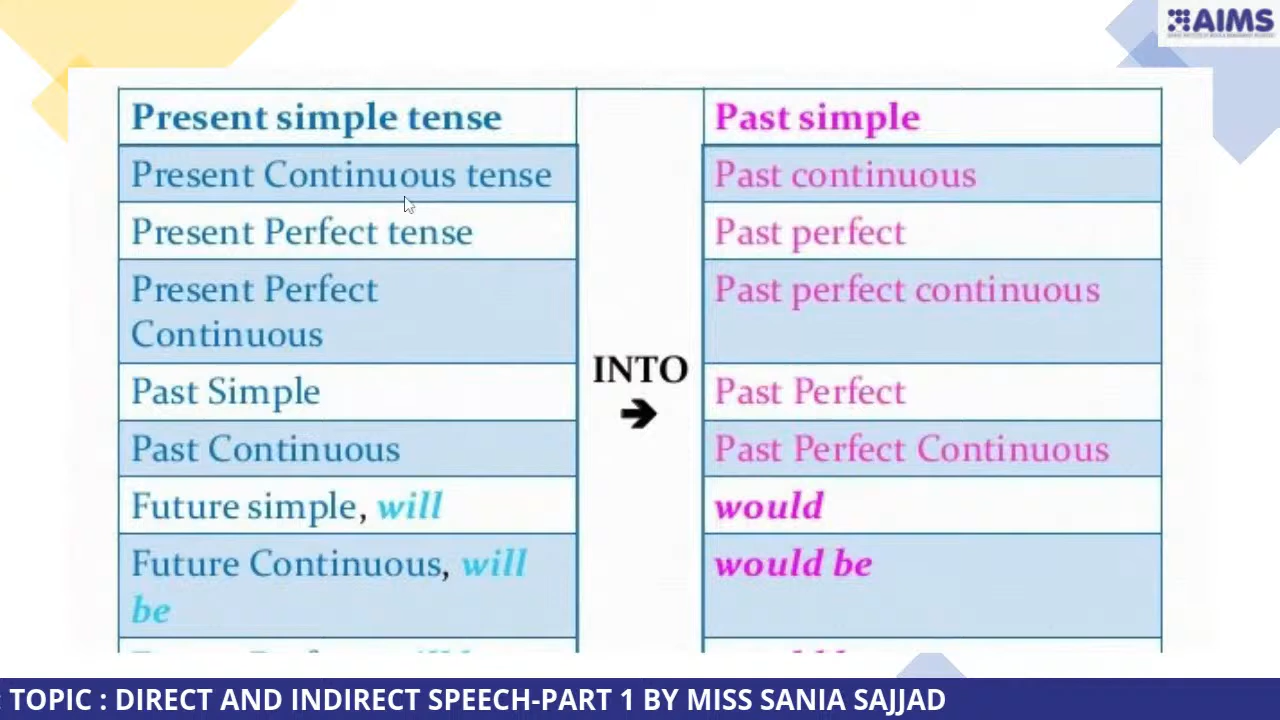 AIMS
Present simple tense
Past simple
Present Continuous tense
Past continuous
Present Perfect tense
Past perfect
Present Perfect
Continuous
Past perfect continuous
INTO
➔
Past Simple
Past Perfect
Past Continuous
Past Perfect Continuous
Future simple, will
would
Future Continuous, will
be
would be
TOPIC : DIRECT AND INDIRECT SPEECH-PART 1 BY MISS SANIA SAJJAD